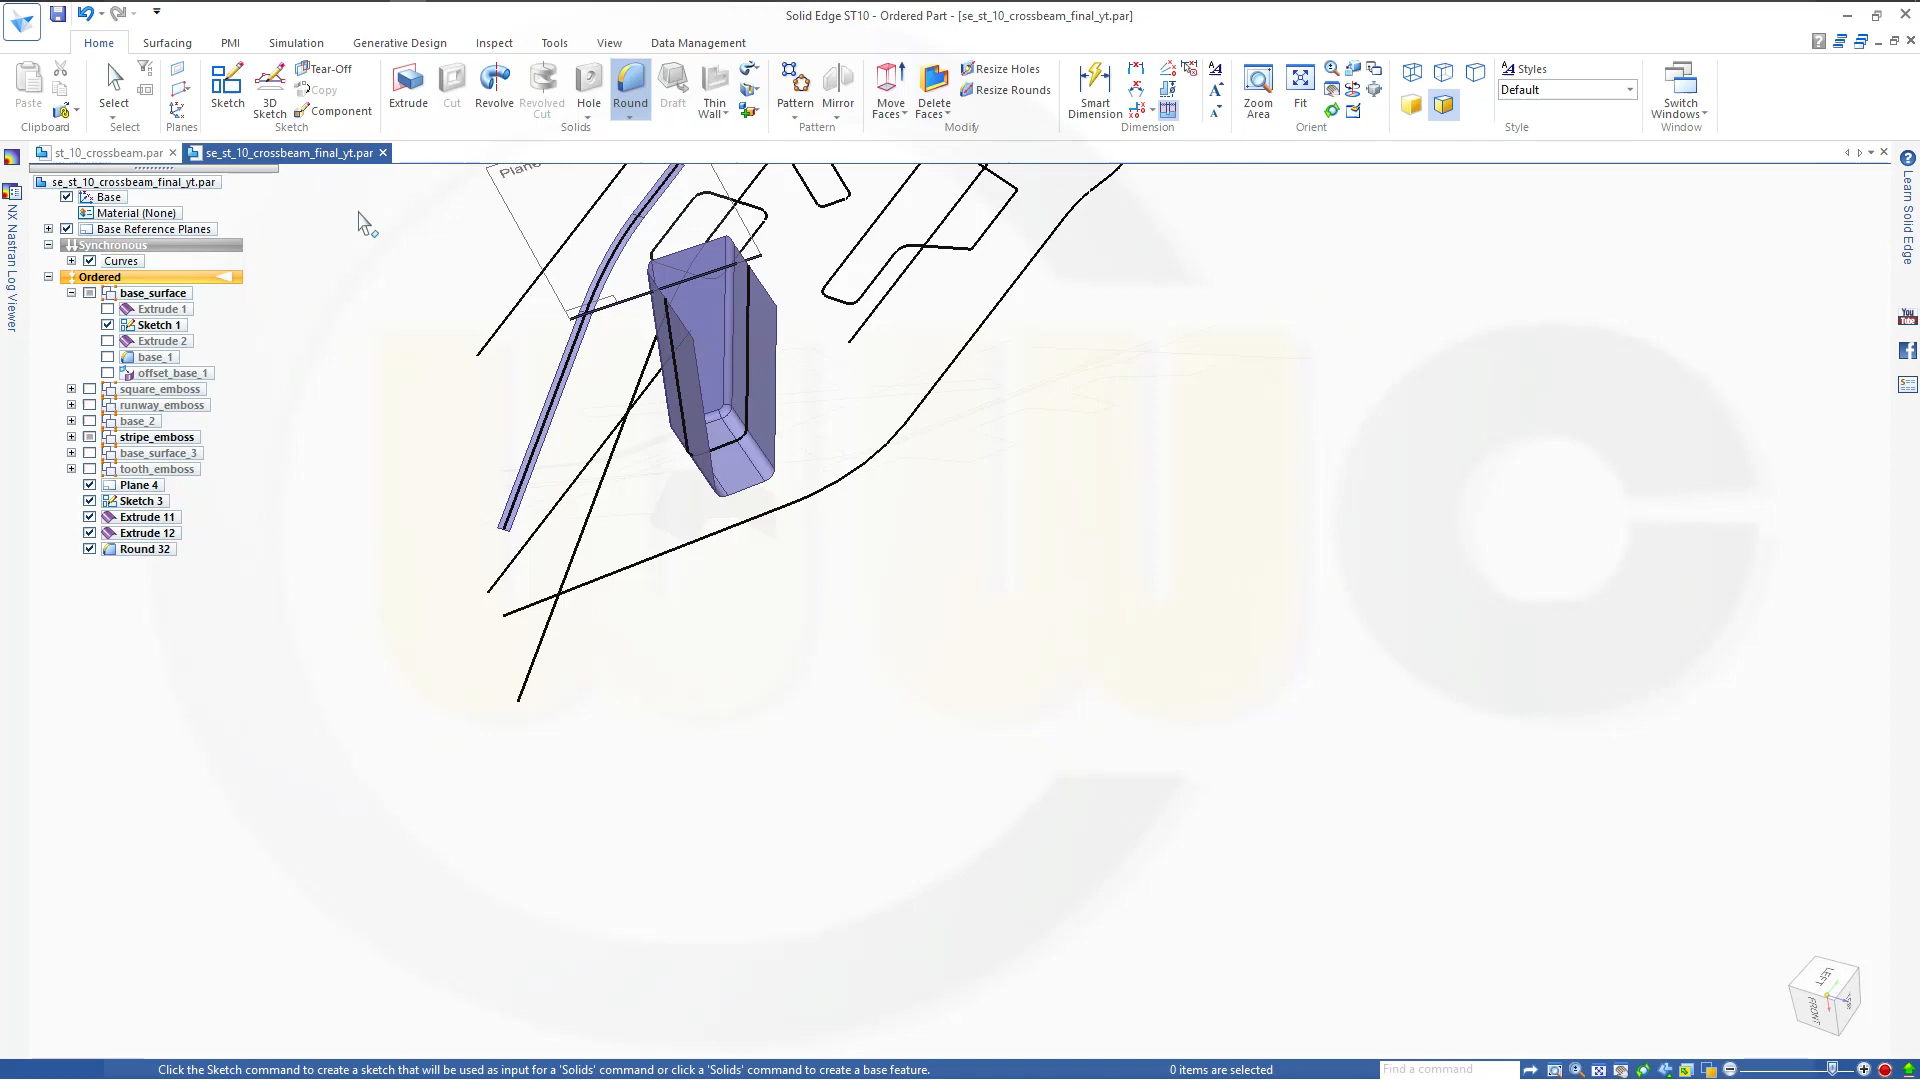 Solid Edge ST10 - Ordered Part - [se_st_10_crossbeam_final_yt.par]
Home
Surfacing
PMI
Simulation
Generative Design
Inspect
Tools
View
Data Management
Paste
Clipboard
Select
Select
Planes
Sketch
3D Sketch
Tear-Off
Copy
Component
Sketch
Extrude
Cut
Revolve
Revolved Cut
Hole
Round
Draft
Thin Wall
Solids
Pattern
Mirror
Pattern
Move Faces
Delete Faces
Resize Holes
Resize Rounds
Modify
Smart Dimension
Dimension
Zoom Area
Fit
Orient
Styles
Default
Style
Switch Windows
Window
st_10_crossbeam.par
se_st_10_crossbeam_final_yt.par
NX Nastran Log Viewer
se_st_10_crossbeam_final_yt.par
Base
Material (None)
Base Reference Planes
Synchronous
Curves
Ordered
base_surface
Extrude 1
Sketch 1
Extrude 2
base_1
offset_base_1
square_emboss
runway_emboss
base_2
stripe_emboss
base_surface_3
tooth_emboss
Plane 4
Sketch 3
Extrude 11
Extrude 12
Round 32
Plane
Learn Solid Edge
You
Tube
LEFT
FRONT
Click the Sketch command to create a sketch that will be used as input for a 'Solids' command or click a 'Solids' command to create a base feature.
0 items are selected
Find a command